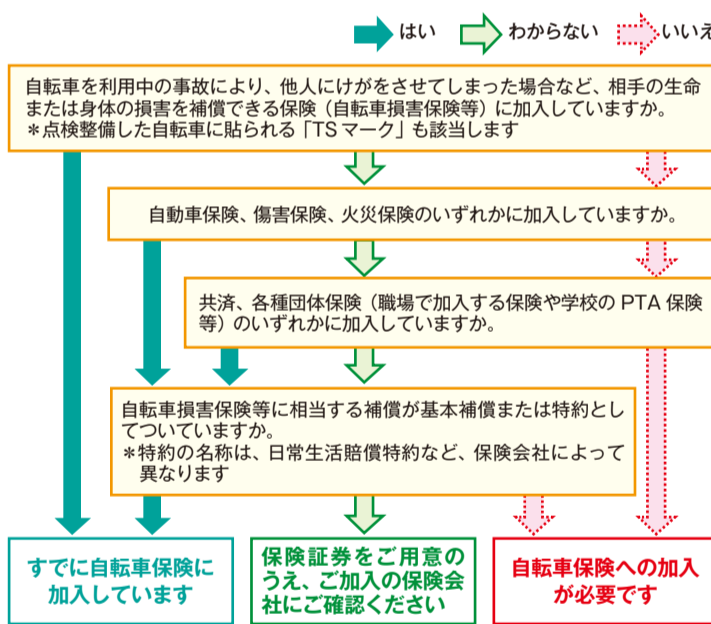 はい わからない いいえ
自転車を利用中の事故により、他人にけがをさせてしまった場合など、相手の生命
または身体の損害を補償できる保険（自転車損害保険等）に加入していますか。
＊点検整備した自転車に貼られる「TSマーク」も該当します
自動車保険、傷害保険、火災保険のいずれかに加入していますか。
共済、各種団体保険（職場で加入する保険や学校のPTA保険
等）のいずれかに加入していますか。
自転車損害保険等に相当する補償が基本補償または特約とし
てついていますか。
＊特約の名称は、日常生活賠償特約など、保険会社によって
異なります
すでに自転車保険に
加入しています
保険証券をご用意の
うえ、ご加入の保険会
社にご確認ください
自転車保険への加入
が必要です